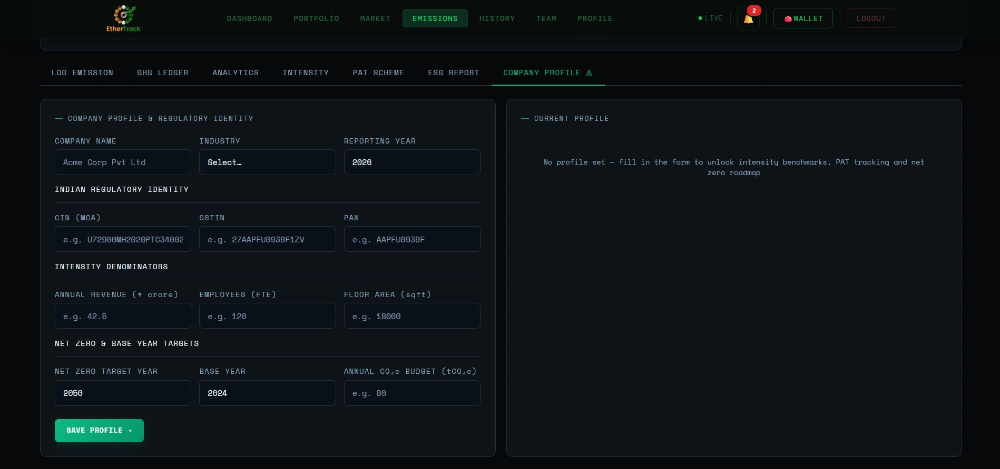 EtherTrack
DASHBOARD PORTFOLIO MARKET EMISSIONS HISTORY TEAM PROFILE
LIVE
2
WALLET
LOGOUT
LOG EMISSION GHG LEDGER ANALYTICS INTENSITY PAT SCHEME ESG REPORT COMPANY PROFILE ⚠
— COMPANY PROFILE & REGULATORY IDENTITY
COMPANY NAME INDUSTRY REPORTING YEAR
Acme Corp Pvt Ltd Select… 2026
INDIAN REGULATORY IDENTITY
CIN (MCA) GSTIN PAN
e.g. U72900MH2020PTC34002 e.g. 27AAPFU0939F1ZV e.g. AAPFU0939F
INTENSITY DENOMINATORS
ANNUAL REVENUE (₹ crore) EMPLOYEES (FTE) FLOOR AREA (sqft)
e.g. 42.5 e.g. 120 e.g. 18000
NET ZERO & BASE YEAR TARGETS
NET ZERO TARGET YEAR BASE YEAR ANNUAL CO₂e BUDGET (tCO₂e)
2050 2024 e.g. 80
SAVE PROFILE →
— CURRENT PROFILE
No profile set — fill in the form to unlock intensity benchmarks, PAT tracking and net
zero roadmap